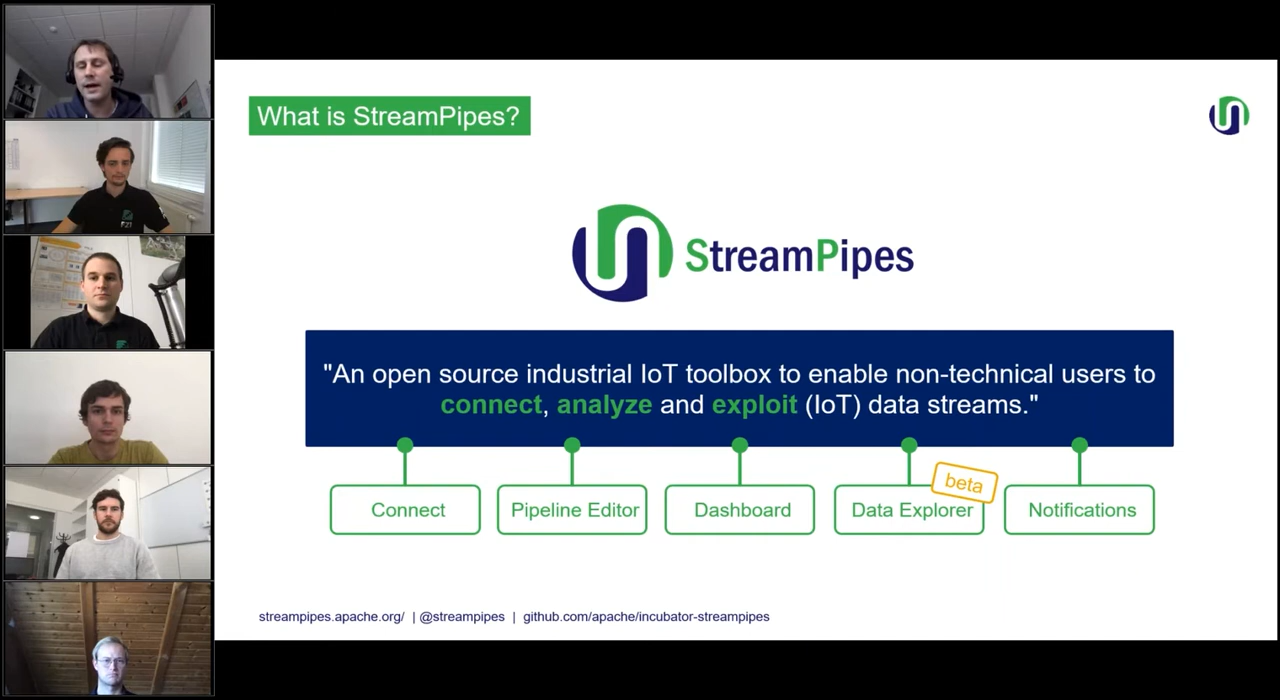 What is StreamPipes?
StreamPipes
"An open source industrial IoT toolbox to enable non-technical users to
connect, analyze and exploit (IoT) data streams."
beta
Connect
Pipeline Editor
Dashboard
Data Explorer
Notifications
streampipes.apache.org/ | @streampipes | github.com/apache/incubator-streampipes
FZI